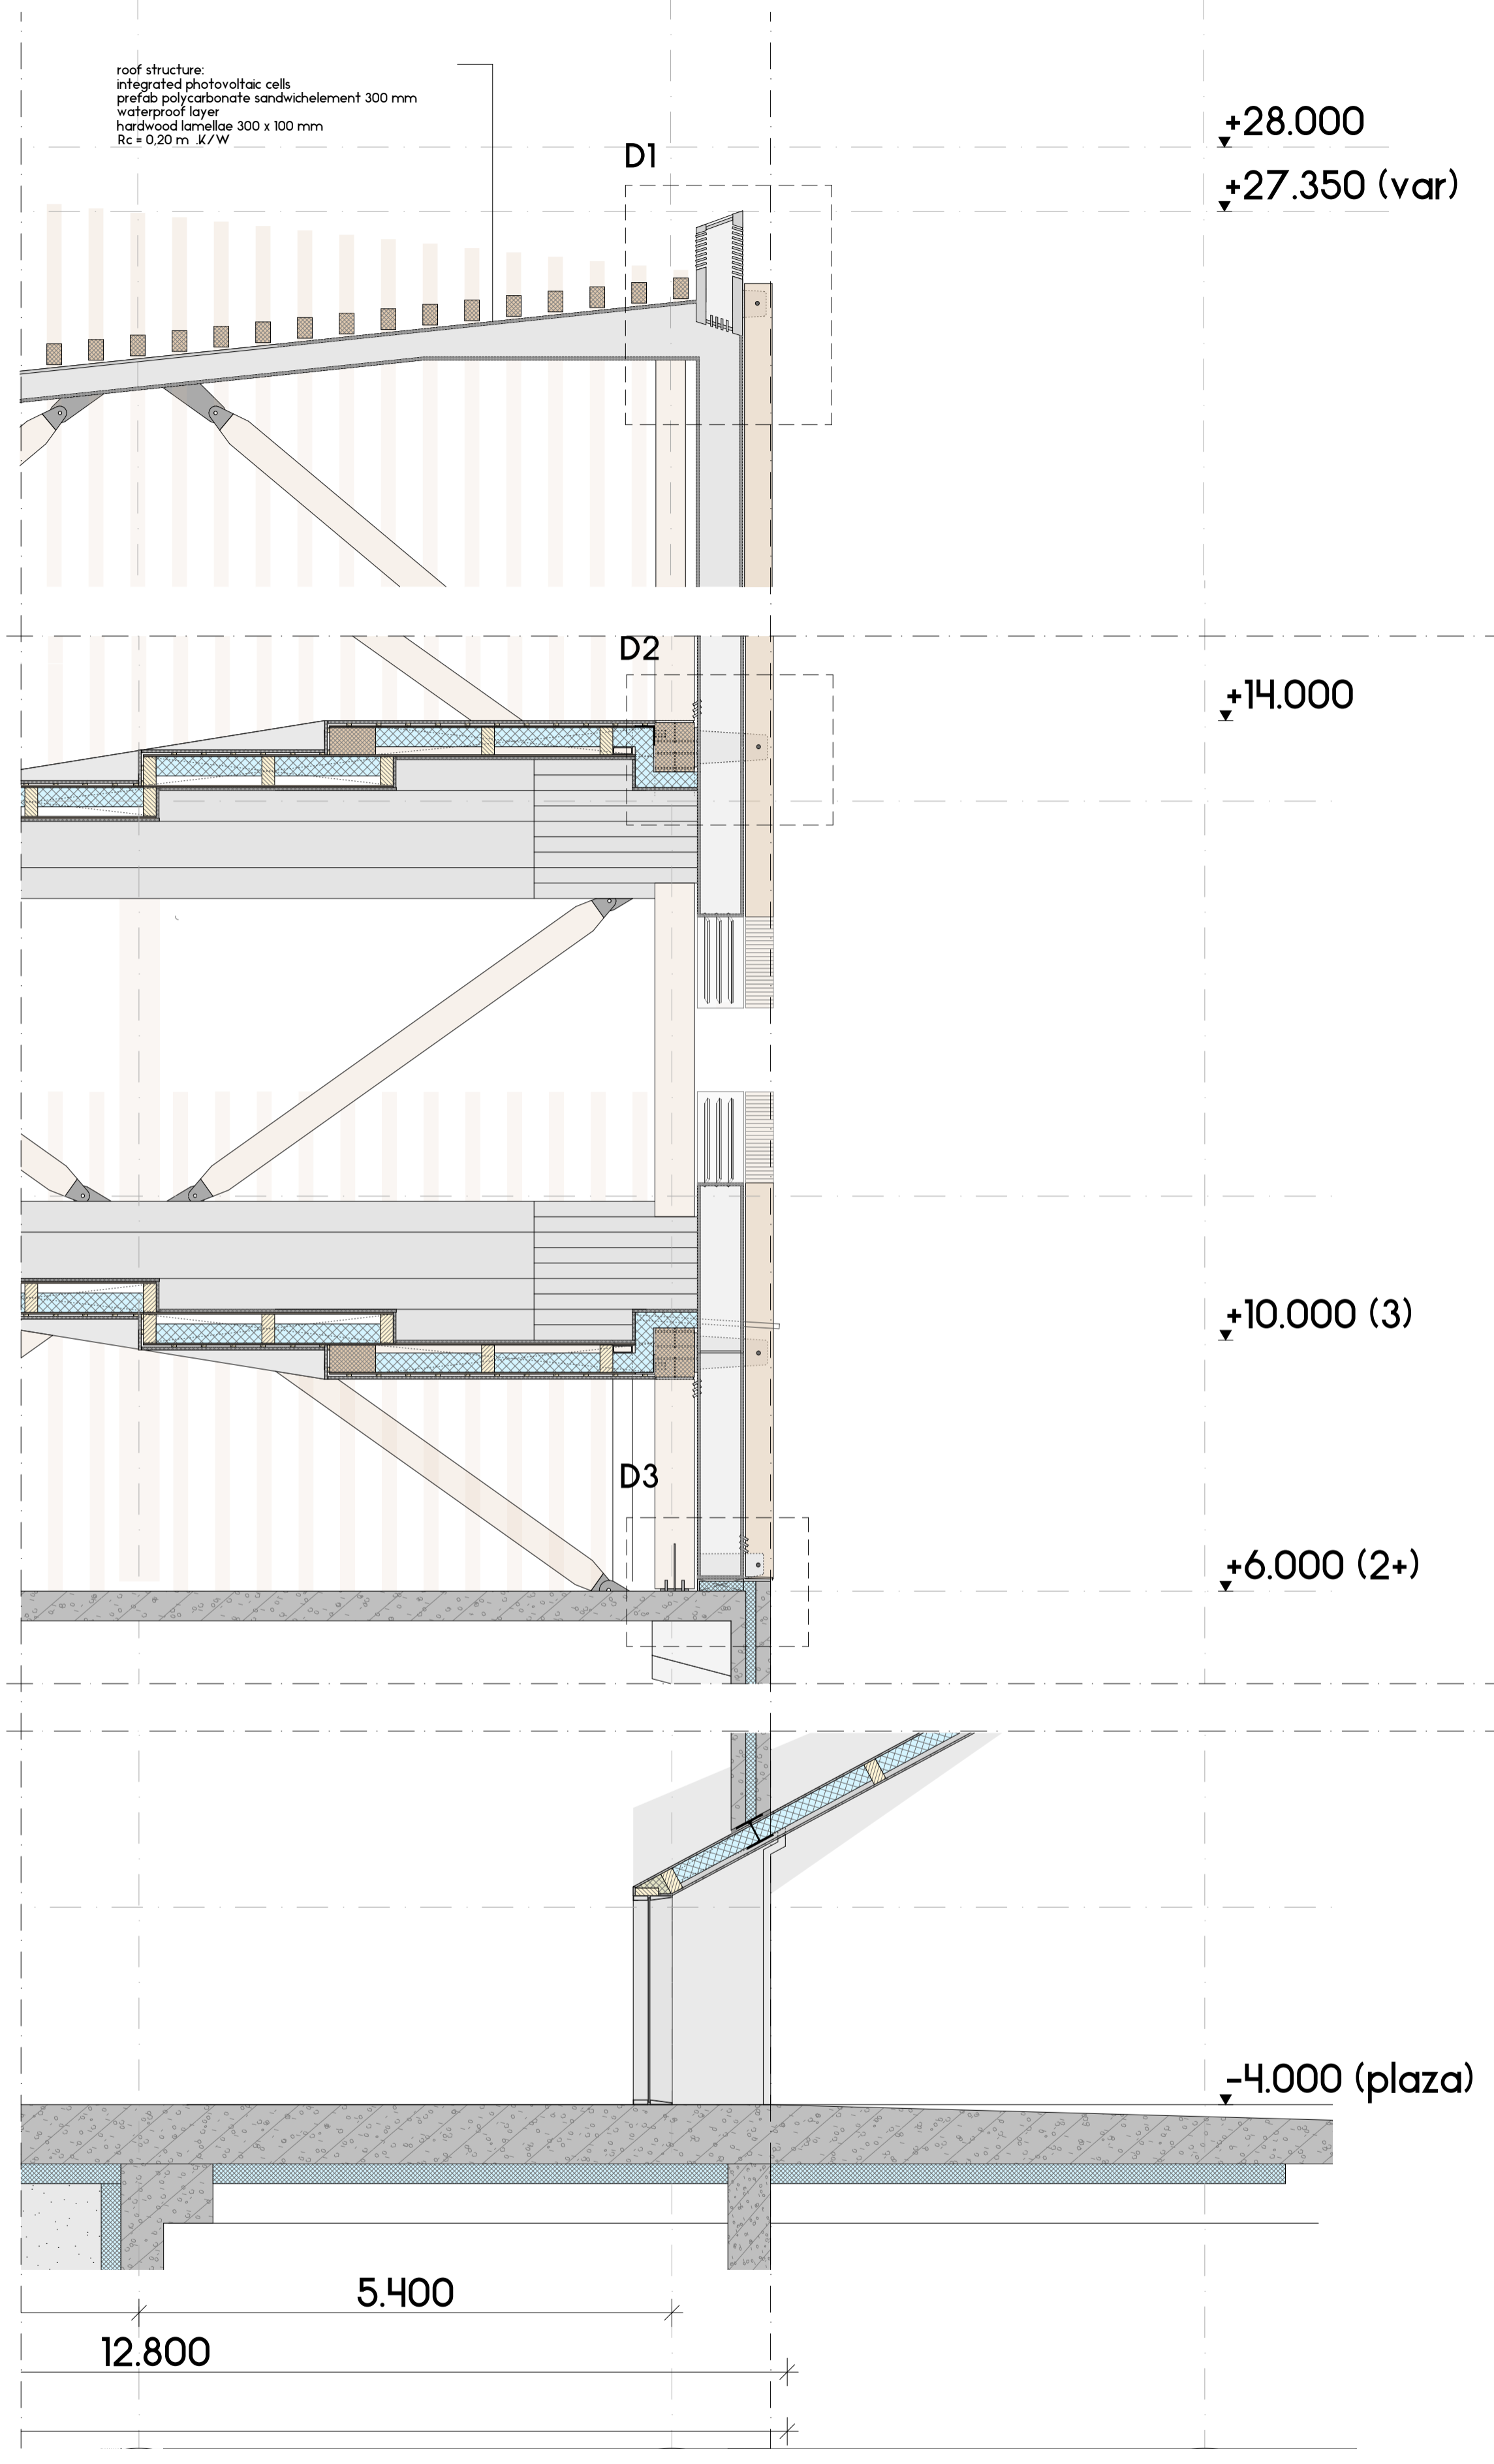 roof structure:
integrated photovoltaic cells
prefab polycarbonate sandwichelement 300 mm
waterproof layer
hardwood lamellae 300 x 100 mm
Rc = 0,20 m .K/W
D1
+28.000
+27.350 (var)
D2
+14.000
+10.000 (3)
D3
+6.000 (2+)
-4.000 (plaza)
5.400
12.800